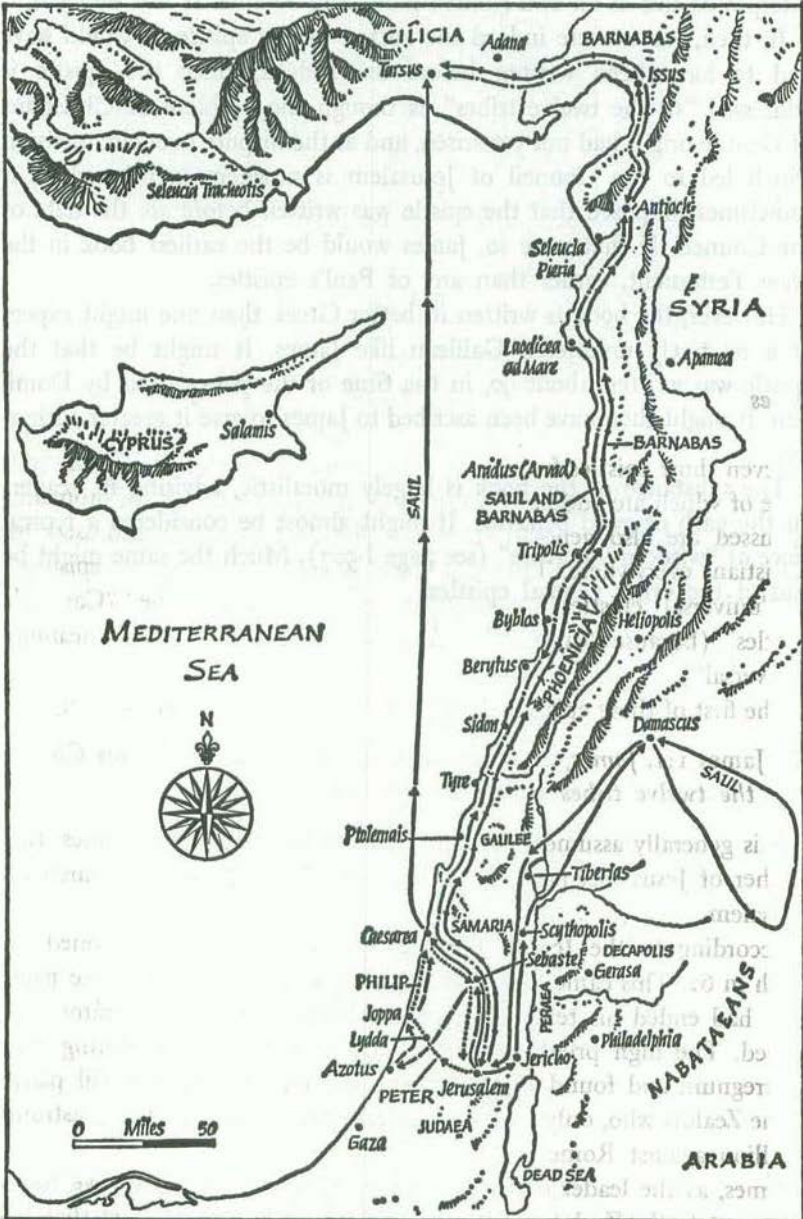 CILICIA
Adana
BARNABAS
Tarsus
Issus
Seleucia Tracheotis
Antioch
Seleucia
Pieria
SYRIA
Laodicea
ad Mare
Apamea
CYPRUS
Salamis
BARNABAS
Aradus (Arvad)
SAUL AND
BARNABAS
SAUL
Tripolis
Byblos
Heliopolis
MEDITERRANEAN
SEA
PHOENICIA
Berytus
N
Sidon
Damascus
SAUL
Tyre
Ptolemais
GALILEE
Tiberias
Caesarea
SAMARIA
Scythopolis
DECAPOLIS
Sebaste
Gerasa
PHILIP
Joppa
PERAEA
Lydda
Philadelphia
NABATAEANS
Azotus
Jericho
PETER
Jerusalem
JUDAEA
0 Miles 50
Gaza
ARABIA
DEAD SEA